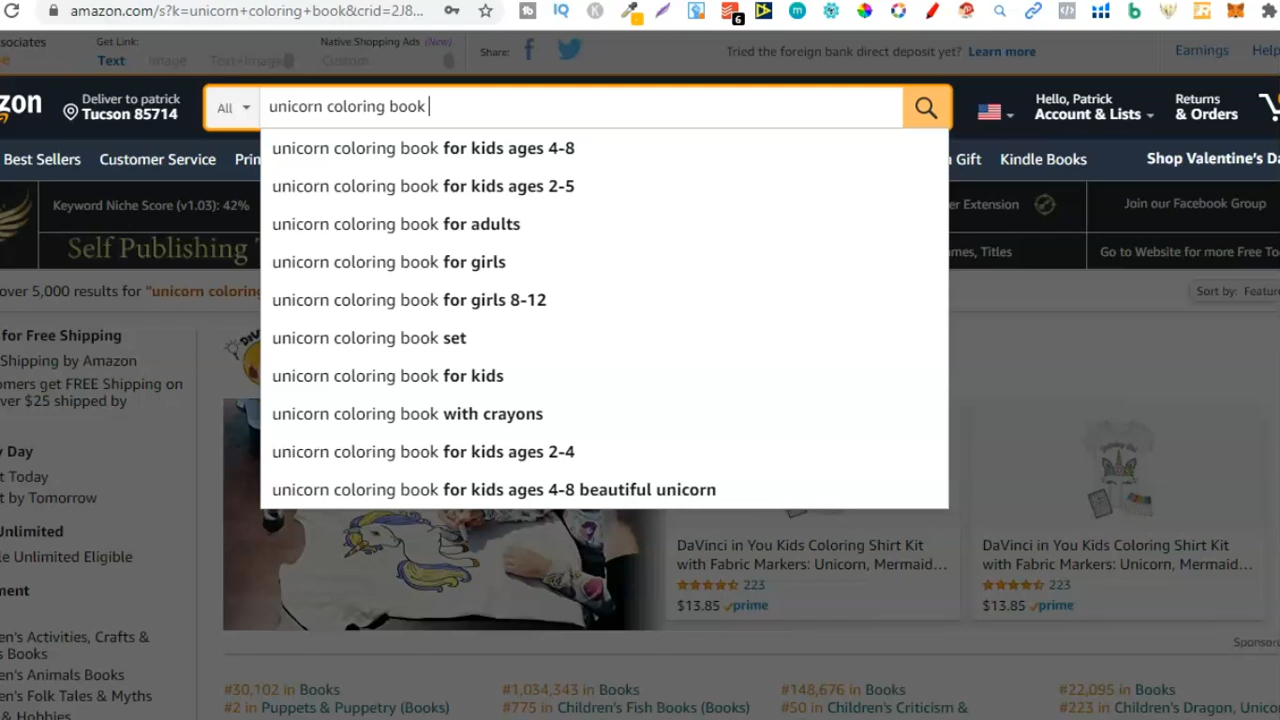 amazon.com/s?k=unicorn+coloring+book&crid=2J8...
6
sociates
Get Link:
Text
Image
Text+Image
Native Shopping Ads (New)
Custom
Share:
Tried the foreign bank direct deposit yet? Learn more
Earnings
Help
zon
Deliver to patrick
Tucson 85714
All
unicorn coloring book
Hello, Patrick
Account & Lists
Returns
& Orders
Best Sellers
Customer Service
Prin
Gift
Kindle Books
Shop Valentine's Da
unicorn coloring book for kids ages 4-8
unicorn coloring book for kids ages 2-5
unicorn coloring book for adults
unicorn coloring book for girls
unicorn coloring book for girls 8-12
unicorn coloring book set
unicorn coloring book for kids
unicorn coloring book with crayons
unicorn coloring book for kids ages 2-4
unicorn coloring book for kids ages 4-8 beautiful unicorn
Keyword Niche Score (v1.03): 42%
er Extension
Join our Facebook Group
Self Publishing T
mes, Titles
Go to Website for more Free To
over 5,000 results for "unicorn coloring
Sort by: Feature
for Free Shipping
Shipping by Amazon
omers get FREE Shipping on
ver $25 shipped by
y Day
t Today
t by Tomorrow
Unlimited
le Unlimited Eligible
ment
en's Activities, Crafts &
s Books
en's Animals Books
en's Folk Tales & Myths
& Hobbies
DaVinci in You Kids Coloring Shirt Kit
with Fabric Markers: Unicorn, Mermaid...
223
$13.85 prime
DaVinci in You Kids Coloring Shirt Kit
with Fabric Markers: Unicorn, Mermaid...
223
$13.85 prime
Sponsor
#30,102 in Books
#2 in Puppets & Puppetry (Books)
#1,034,343 in Books
#775 in Children's Fish Books (Books)
#148,676 in Books
#50 in Children's Criticism &
#22,095 in Books
#223 in Children's Dragon, Unico